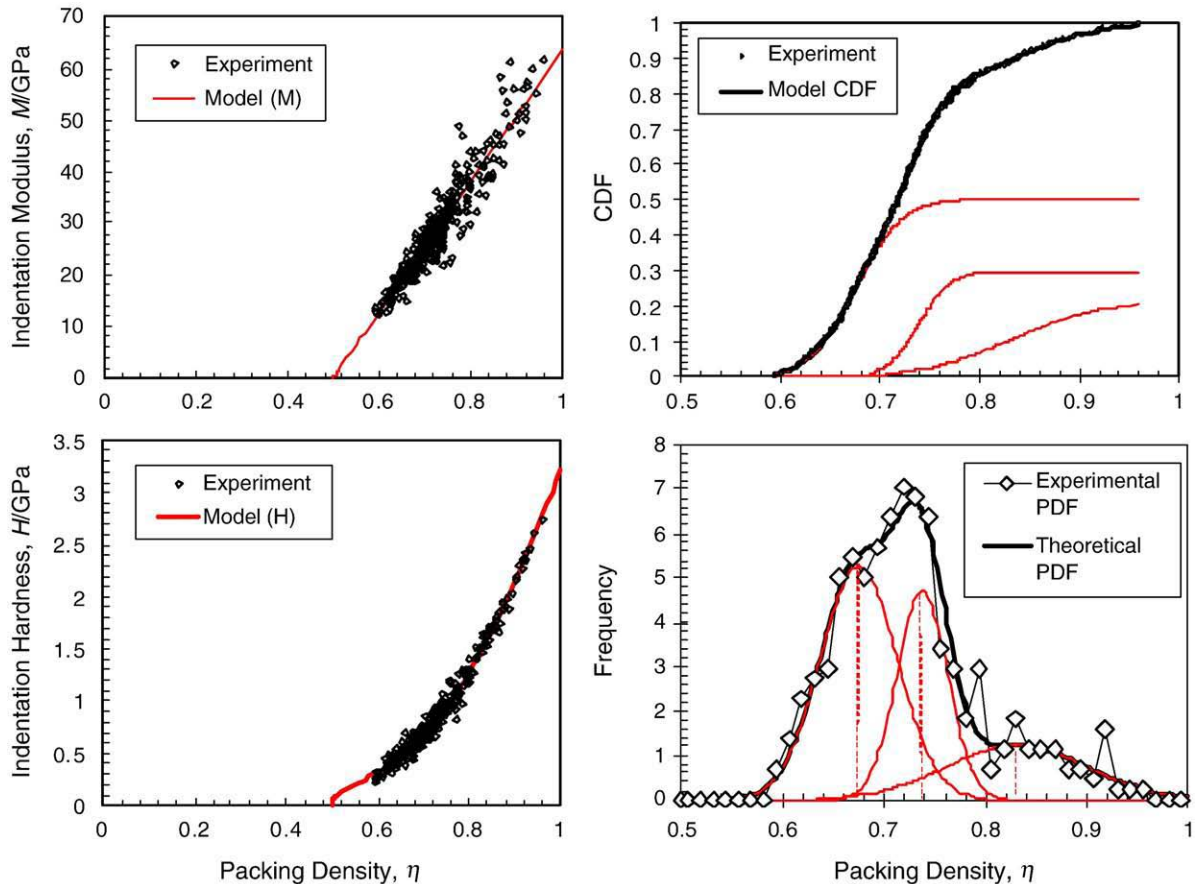 70
60
50
40
30
20
10
0
Indentation Modulus, M/GPa
Experiment
Model (M)
0 0.2 0.4 0.6 0.8 1
1
0.9
0.8
0.7
0.6
0.5
0.4
0.3
0.2
0.1
0
CDF
Experiment
Model CDF
0.5 0.6 0.7 0.8 0.9 1
3.5
3
2.5
2
1.5
1
0.5
0
Indentation Hardness, H/GPa
Experiment
Model (H)
0 0.2 0.4 0.6 0.8 1
Packing Density, η
8
7
6
5
4
3
2
1
0
Frequency
Experimental
PDF
Theoretical
PDF
0.5 0.6 0.7 0.8 0.9 1
Packing Density, η